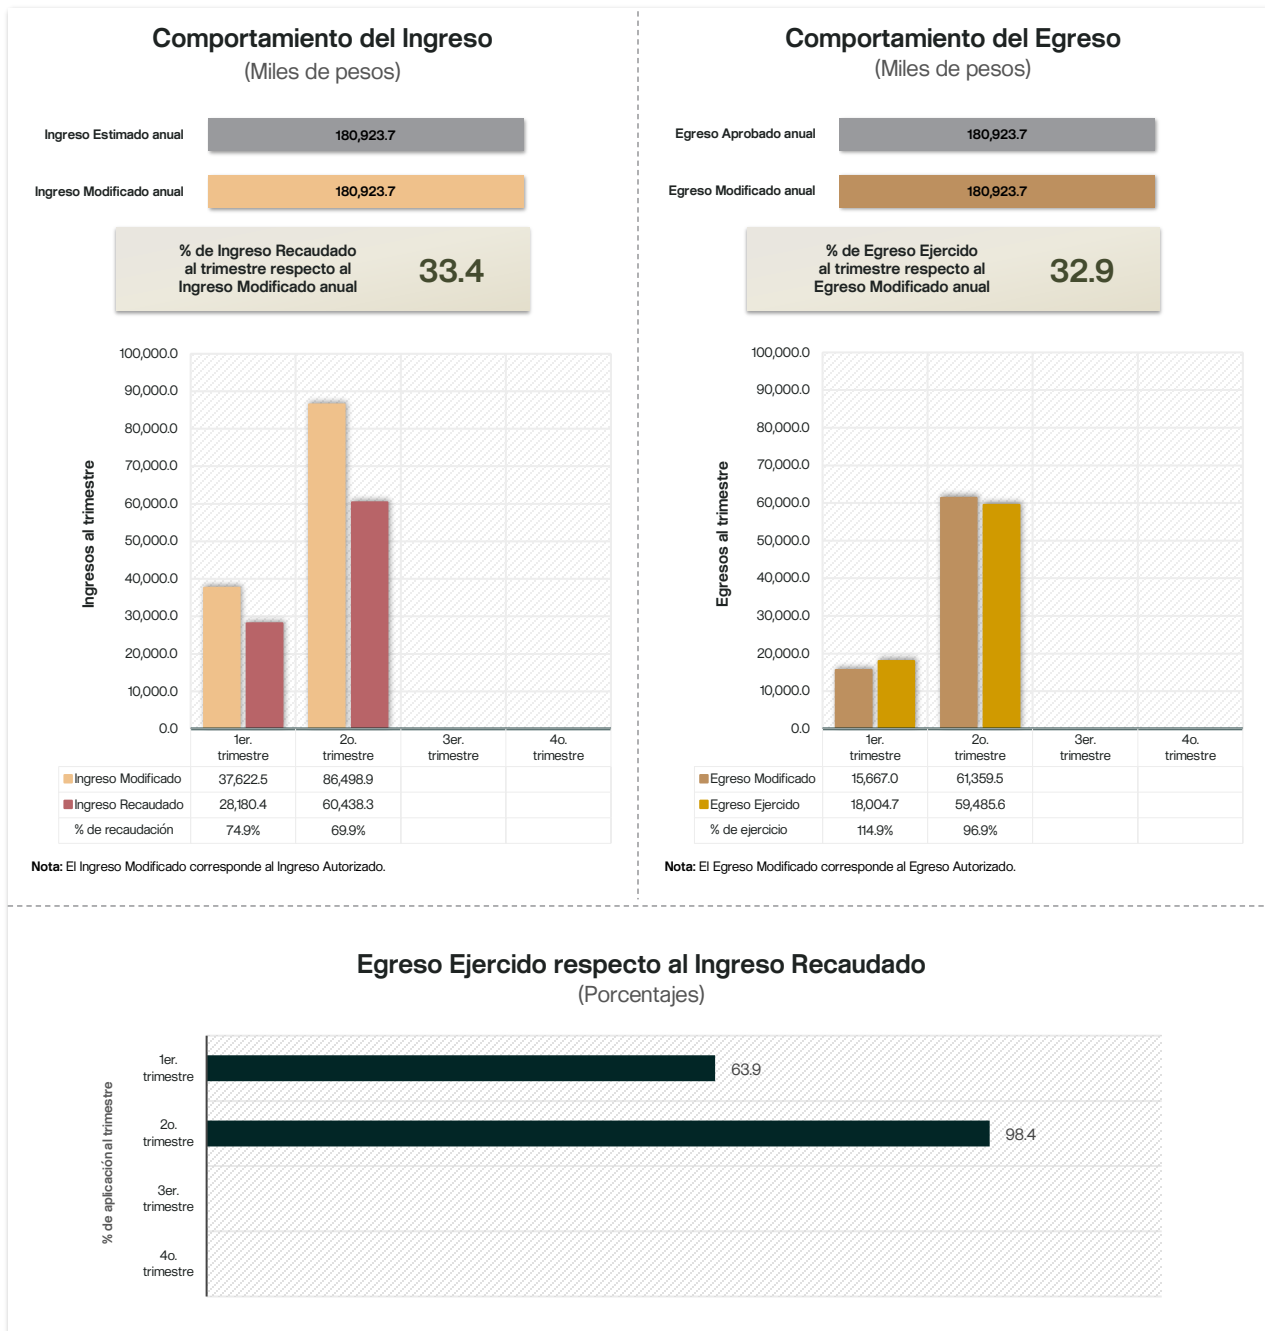 Comportamiento del Ingreso
(Miles de pesos)
Ingreso Estimado anual 180,923.7
Ingreso Modificado anual 180,923.7
% de Ingreso Recaudado
al trimestre respecto al
Ingreso Modificado anual
33.4
Ingresos al trimestre
100,000.0
90,000.0
80,000.0
70,000.0
60,000.0
50,000.0
40,000.0
30,000.0
20,000.0
10,000.0
0.0
1er. trimestre
2o. trimestre
3er. trimestre
4o. trimestre
Ingreso Modificado 37,622.5 86,498.9
Ingreso Recaudado 28,180.4 60,438.3
% de recaudación 74.9% 69.9%
Nota: El Ingreso Modificado corresponde al Ingreso Autorizado.
Comportamiento del Egreso
(Miles de pesos)
Egreso Aprobado anual 180,923.7
Egreso Modificado anual 180,923.7
% de Egreso Ejercido
al trimestre respecto al
Egreso Modificado anual
32.9
Egresos al trimestre
100,000.0
90,000.0
80,000.0
70,000.0
60,000.0
50,000.0
40,000.0
30,000.0
20,000.0
10,000.0
0.0
1er. trimestre
2o. trimestre
3er. trimestre
4o. trimestre
Egreso Modificado 15,667.0 61,359.5
Egreso Ejercido 18,004.7 59,485.6
% de ejercicio 114.9% 96.9%
Nota: El Egreso Modificado corresponde al Egreso Autorizado.
Egreso Ejercido respecto al Ingreso Recaudado
(Porcentajes)
% de aplicación al trimestre
1er.
trimestre
63.9
2o.
trimestre
98.4
3er.
trimestre
4o.
trimestre